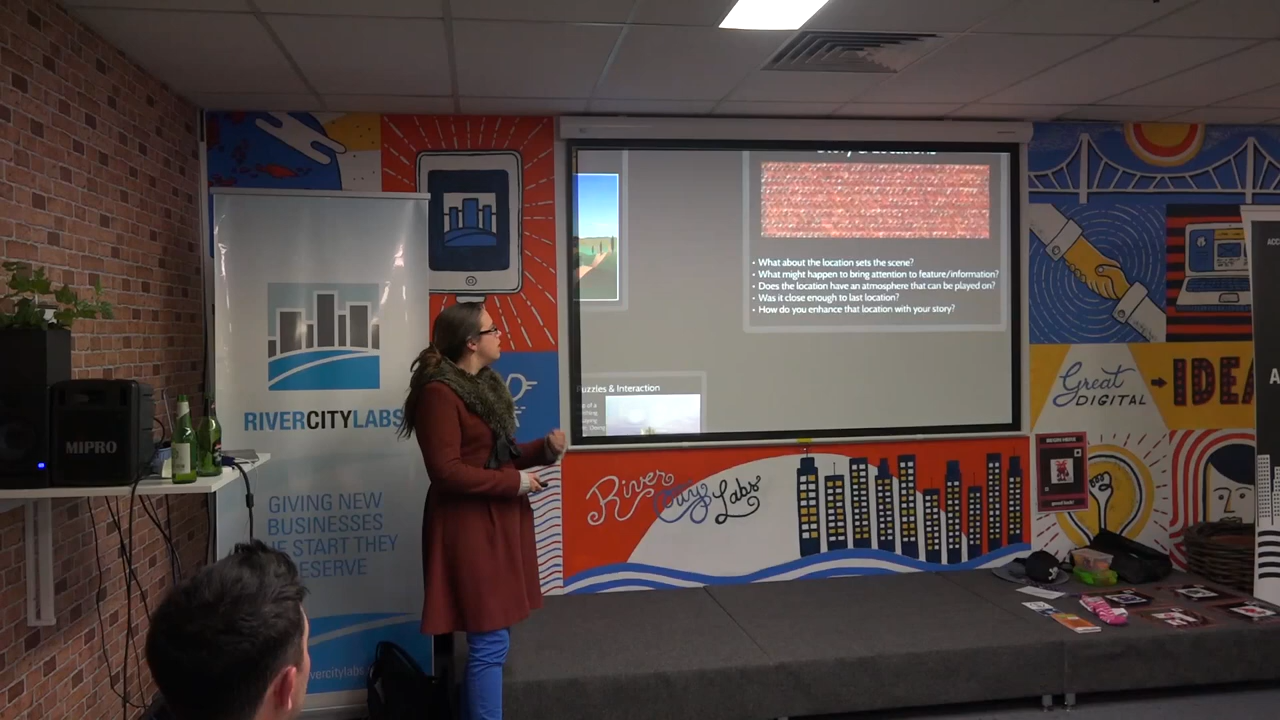 Story & Locations
• What about the location sets the scene?
• What might happen to bring attention to feature/information?
• Does the location have an atmosphere that can be played on?
• Was it close enough to last location?
• How do you enhance that location with your story?
Puzzles & Interaction
RIVERCITYLABS
GIVING NEW
BUSINESSES
THE START THEY
DESERVE
rivercitylabs
MIPRO
River City Labs
Great
DIGITAL
IDEA